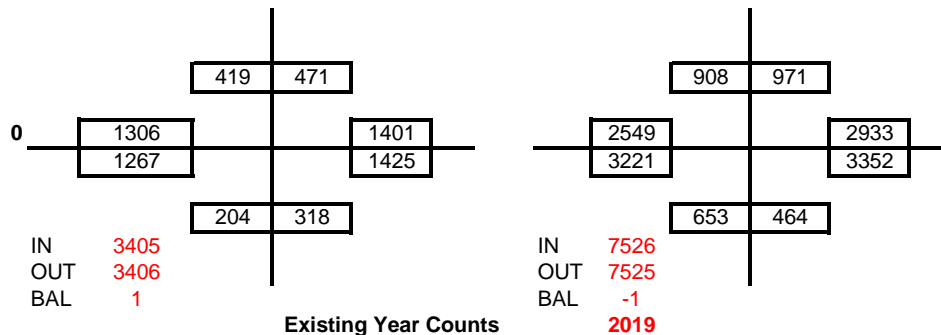 419 471 908 971
0 1306 1401 2549 2933
1267 1425 3221 3352
204 318 653 464
IN 3405 IN 7526
OUT 3406 OUT 7525
BAL 1 BAL -1
Existing Year Counts 2019